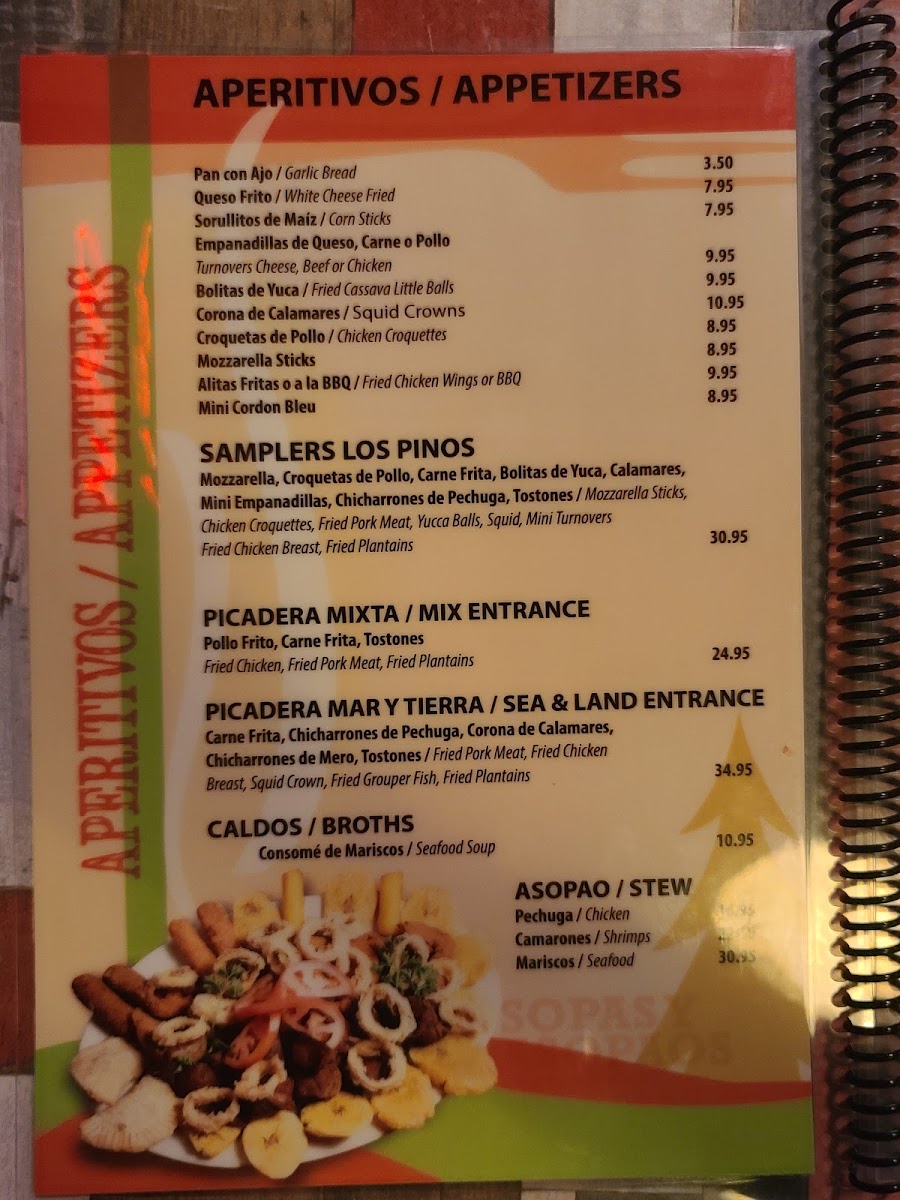 APERITIVOS / APPETIZERS
Pan con Ajo / Garlic Bread 3.50
Queso Frito / White Cheese Fried 7.95
Sorullitos de Maíz / Corn Sticks 7.95
Empanadillas de Queso, Carne o Pollo
Turnovers Cheese, Beef or Chicken 9.95
Bolitas de Yuca / Fried Cassava Little Balls 9.95
Corona de Calamares / Squid Crowns 10.95
Croquetas de Pollo / Chicken Croquettes 8.95
Mozzarella Sticks 8.95
Alitas Fritas o a la BBQ / Fried Chicken Wings or BBQ 9.95
Mini Cordon Bleu 8.95
SAMPLERS LOS PINOS
Mozzarella, Croquetas de Pollo, Carne Frita, Bolitas de Yuca, Calamares,
Mini Empanadillas, Chicharrones de Pechuga, Tostones / Mozzarella Sticks,
Chicken Croquettes, Fried Pork Meat, Yucca Balls, Squid, Mini Turnovers
Fried Chicken Breast, Fried Plantains 30.95
PICADERA MIXTA / MIX ENTRANCE
Pollo Frito, Carne Frita, Tostones
Fried Chicken, Fried Pork Meat, Fried Plantains 24.95
PICADERA MAR Y TIERRA / SEA & LAND ENTRANCE
Carne Frita, Chicharrones de Pechuga, Corona de Calamares,
Chicharrones de Mero, Tostones / Fried Pork Meat, Fried Chicken
Breast, Squid Crown, Fried Grouper Fish, Fried Plantains 34.95
CALDOS / BROTHS
Consomé de Mariscos / Seafood Soup 10.95
ASOPAO / STEW
Pechuga / Chicken
Camarones / Shrimps
Mariscos / Seafood 30.95
SOPAS Y
APERITIVOS / APPETIZERS